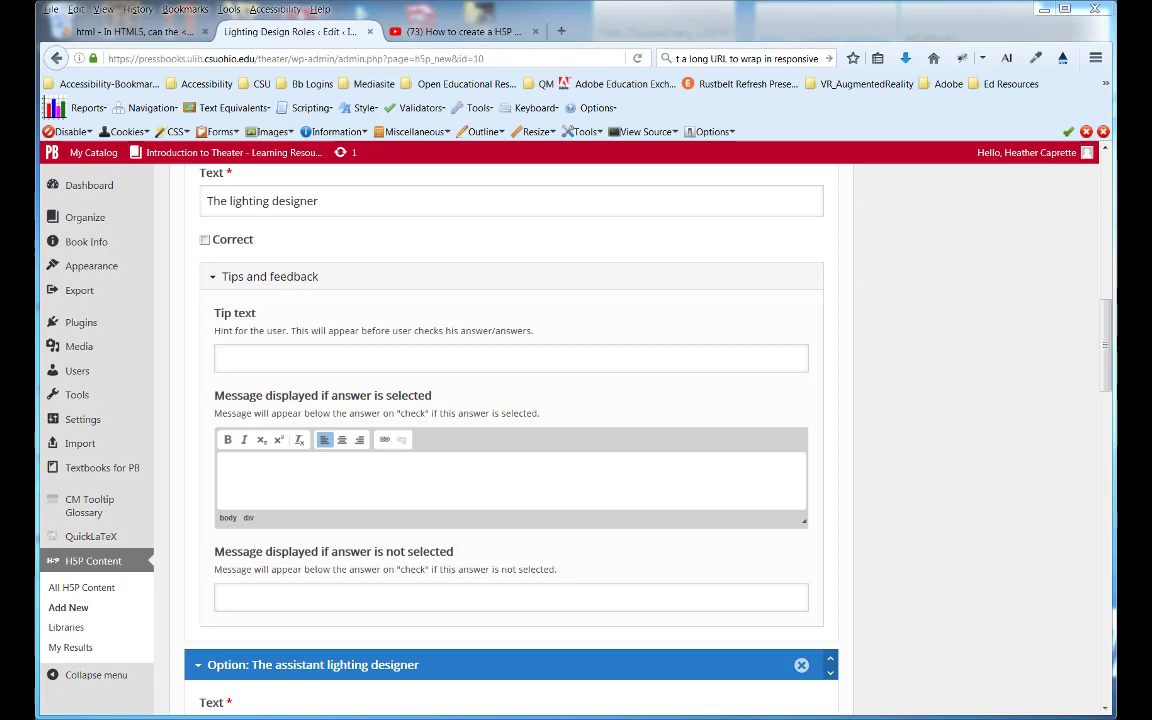 File Edit View History Bookmarks Tools Accessibility Help
html - In HTML5, can the <
Lighting Design Roles ‹ Edit ‹ I...
(73) How to create a H5P ...
https://pressbooks.ulib.csuohio.edu/theater/wp-admin/admin.php?page=h5p_new&id=10
t a long URL to wrap in responsive
AI
Accessibility-Bookmar...
Accessibility
CSU
Bb Logins
Mediasite
Open Educational Resour...
QM
Adobe Education Exch...
Rustbelt Refresh Prese...
VR_AugmentedReality
Adobe
Ed Resources
Reports
Navigation
Text Equivalents
Scripting
Style
Validators
Tools
Keyboard
Options
Disable
Cookies
CSS
Forms
Images
Information
Miscellaneous
Outline
Resize
Tools
View Source
Options
PB My Catalog Introduction to Theater - Learning Resou... 1 Hello, Heather Caprette
Dashboard
Organize
Book Info
Appearance
Export
Plugins
Media
Users
Tools
Settings
Import
Textbooks for PB
CM Tooltip
Glossary
QuickLaTeX
H5P H5P Content
All H5P Content
Add New
Libraries
My Results
Collapse menu
Text *
The lighting designer
Correct
Tips and feedback
Tip text
Hint for the user. This will appear before user checks his answer/answers.
Message displayed if answer is selected
Message will appear below the answer on "check" if this answer is selected.
B I x₂ x² Ix
body div
Message displayed if answer is not selected
Message will appear below the answer on "check" if this answer is not selected.
Option: The assistant lighting designer
Text *